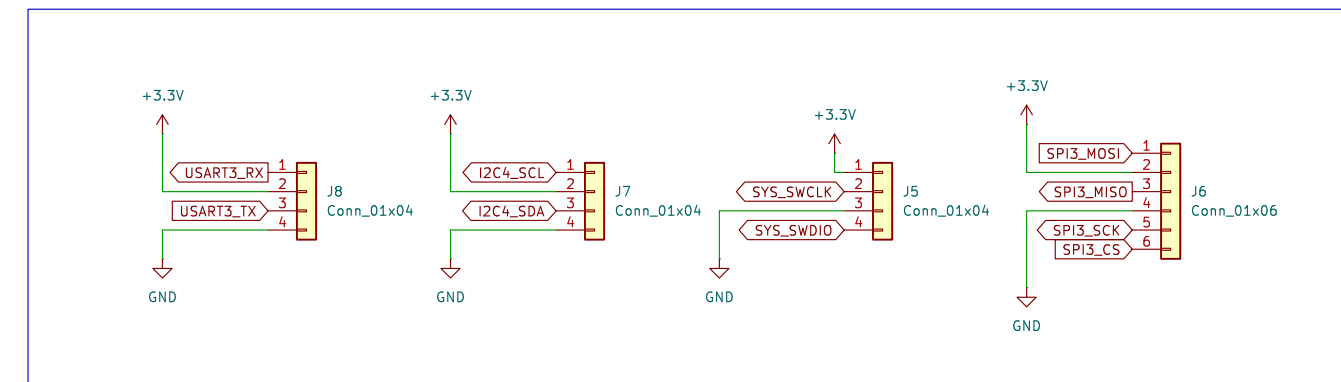 +3.3V
USART3_RX 1
2
USART3_TX 3
4
J8
Conn_01x04
GND
+3.3V
I2C4_SCL 1
2
I2C4_SDA 3
4
J7
Conn_01x04
GND
+3.3V
1
SYS_SWCLK 2
3
SYS_SWDIO 4
J5
Conn_01x04
GND
+3.3V
SPI3_MOSI 1
2
SPI3_MISO 3
4
SPI3_SCK 5
SPI3_CS 6
J6
Conn_01x06
GND